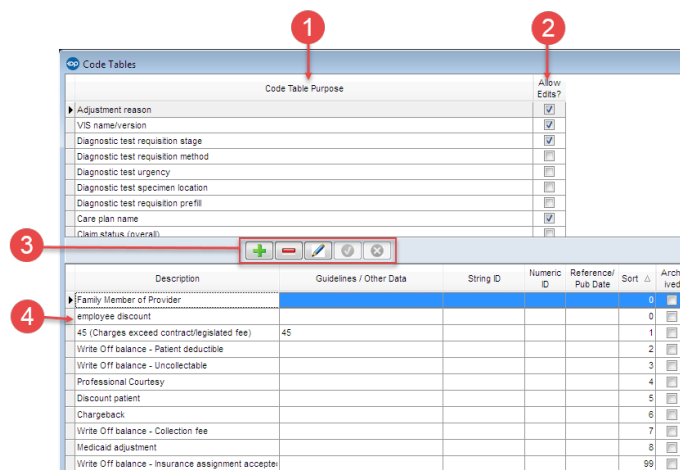 1 2
op Code Tables
Code Table Purpose Allow Edits?
Adjustment reason
VIS name/version
Diagnostic test requisition stage
Diagnostic test requisition method
Diagnostic test urgency
Diagnostic test specimen location
Diagnostic test requisition prefill
Care plan name
Claim status (overall)
3
Description Guidelines / Other Data String ID Numeric ID Reference/ Pub Date Sort Arch ived
Family Member of Provider 0
4
employee discount 0
45 (Charges exceed contract/legislated fee) 45 1
Write Off balance - Patient deductible 2
Write Off balance - Uncollectable 3
Professional Courtesy 4
Discount patient 5
Chargeback 6
Write Off balance - Collection fee 7
Medicaid adjustment 8
Write Off balance - Insurance assignment accepte 99